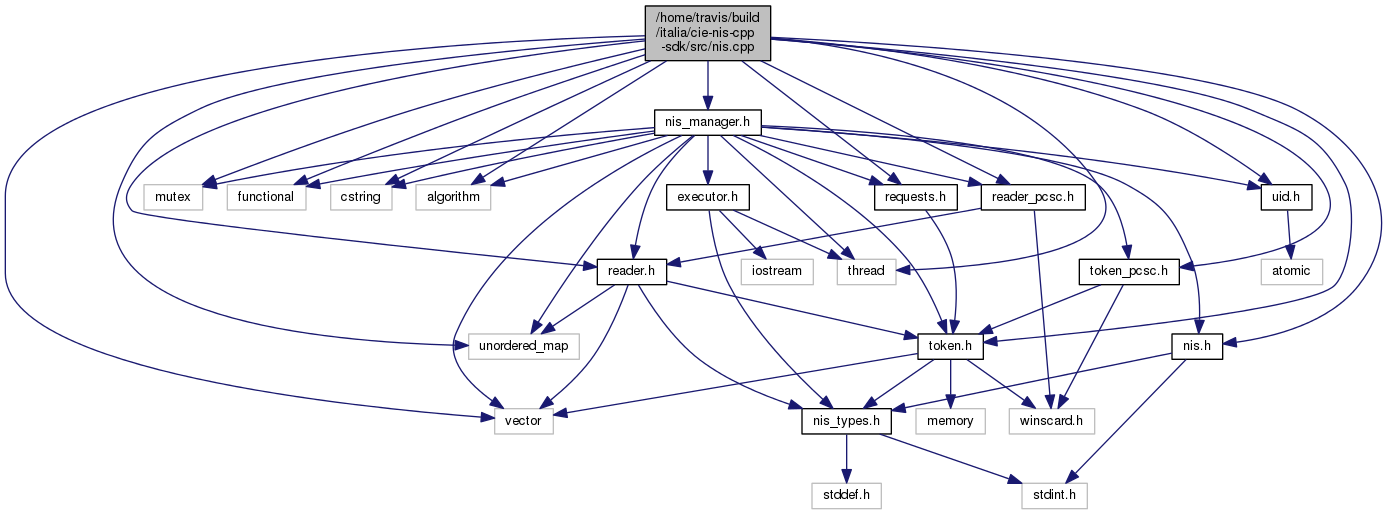 /home/travis/build
/italia/cie-nis-cpp
-sdk/src/nis.cpp
nis_manager.h
mutex
functional
cstring
algorithm
executor.h
requests.h
reader_pcsc.h
uid.h
reader.h
iostream
thread
token_pcsc.h
atomic
unordered_map
token.h
nis.h
vector
nis_types.h
memory
winscard.h
stddef.h
stdint.h